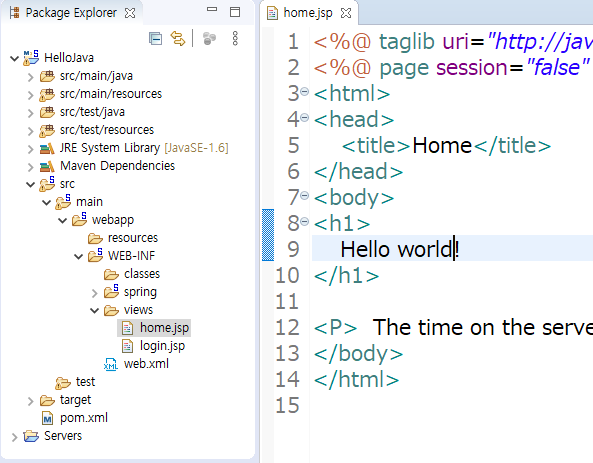 Package Explorer
HelloJava
src/main/java
src/main/resources
src/test/java
src/test/resources
JRE System Library [JavaSE-1.6]
Maven Dependencies
src
main
webapp
resources
WEB-INF
classes
spring
views
home.jsp
login.jsp
web.xml
test
target
pom.xml
Servers
home.jsp
1 <%@ taglib uri="http://jav
2 <%@ page session="false"
3 <html>
4 <head>
5 <title>Home</title>
6 </head>
7 <body>
8 <h1>
9 Hello world!
10 </h1>
11
12 <P> The time on the serve
13 </body>
14 </html>
15